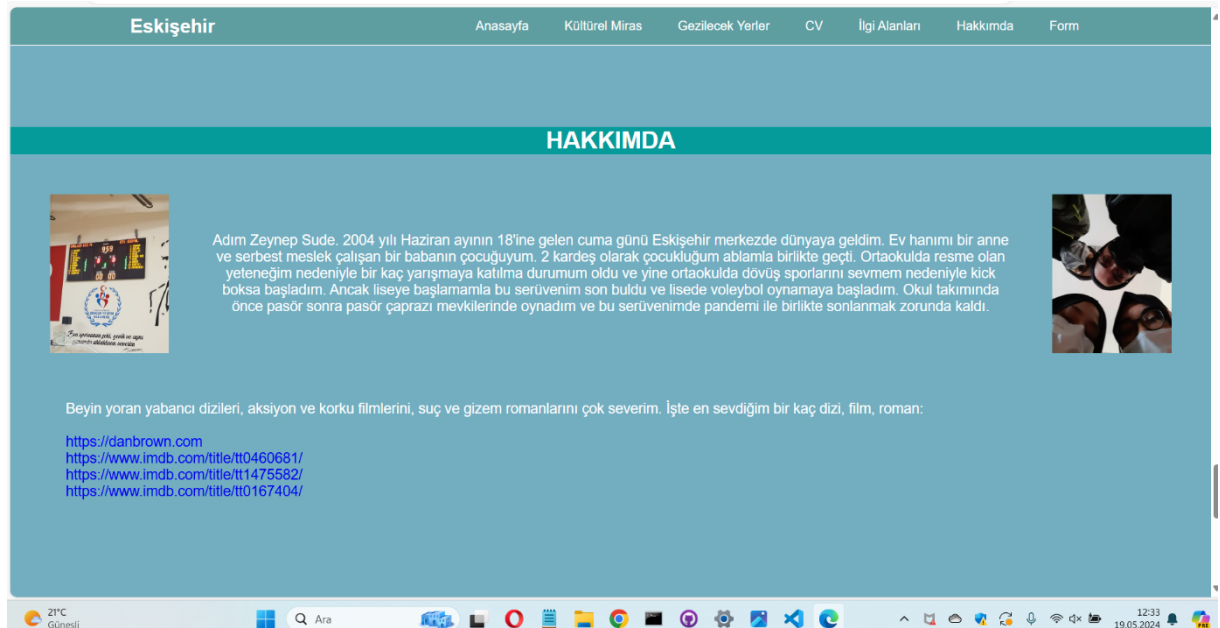 Eskişehir
Anasayfa Kültürel Miras Gezilecek Yerler CV İlgi Alanları Hakkımda Form
HAKKIMDA
Adım Zeynep Sude. 2004 yılı Haziran ayının 18'ine gelen cuma günü Eskişehir merkezde dünyaya geldim. Ev hanımı bir anne
ve serbest meslek çalışan bir babanın çocuğuyum. 2 kardeş olarak çocukluğum ablamla birlikte geçti. Ortaokulda resme olan
yeteneğim nedeniyle bir kaç yarışmaya katılma durumum oldu ve yine ortaokulda dövüş sporlarını sevmem nedeniyle kick
boksa başladım. Ancak liseye başlamamla bu serüvenim son buldu ve lisede voleybol oynamaya başladım. Okul takımında
önce pasör sonra pasör çaprazı mevkilerinde oynadım ve bu serüvenimde pandemi ile birlikte sonlanmak zorunda kaldı.
Beyin yoran yabancı dizileri, aksiyon ve korku filmlerini, suç ve gizem romanlarını çok severim. İşte en sevdiğim bir kaç dizi, film, roman:
https://danbrown.com
https://www.imdb.com/title/tt0460681/
https://www.imdb.com/title/tt1475582/
https://www.imdb.com/title/tt0167404/
21°C
Güneşli
Ara
12:33
19.05.2024